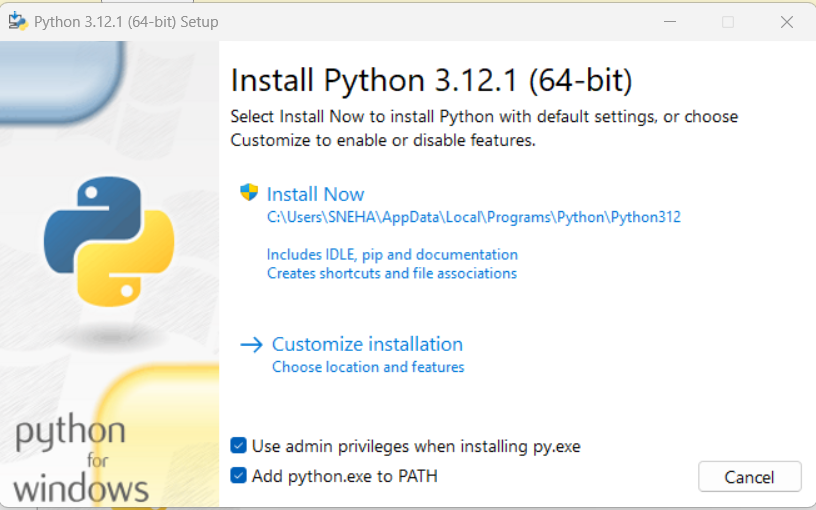 Python 3.12.1 (64-bit) Setup
Install Python 3.12.1 (64-bit)
Select Install Now to install Python with default settings, or choose
Customize to enable or disable features.
Install Now
C:\Users\SNEHA\AppData\Local\Programs\Python\Python312
Includes IDLE, pip and documentation
Creates shortcuts and file associations
Customize installation
Choose location and features
Use admin privileges when installing py.exe
Add python.exe to PATH
Cancel
python
for
windows